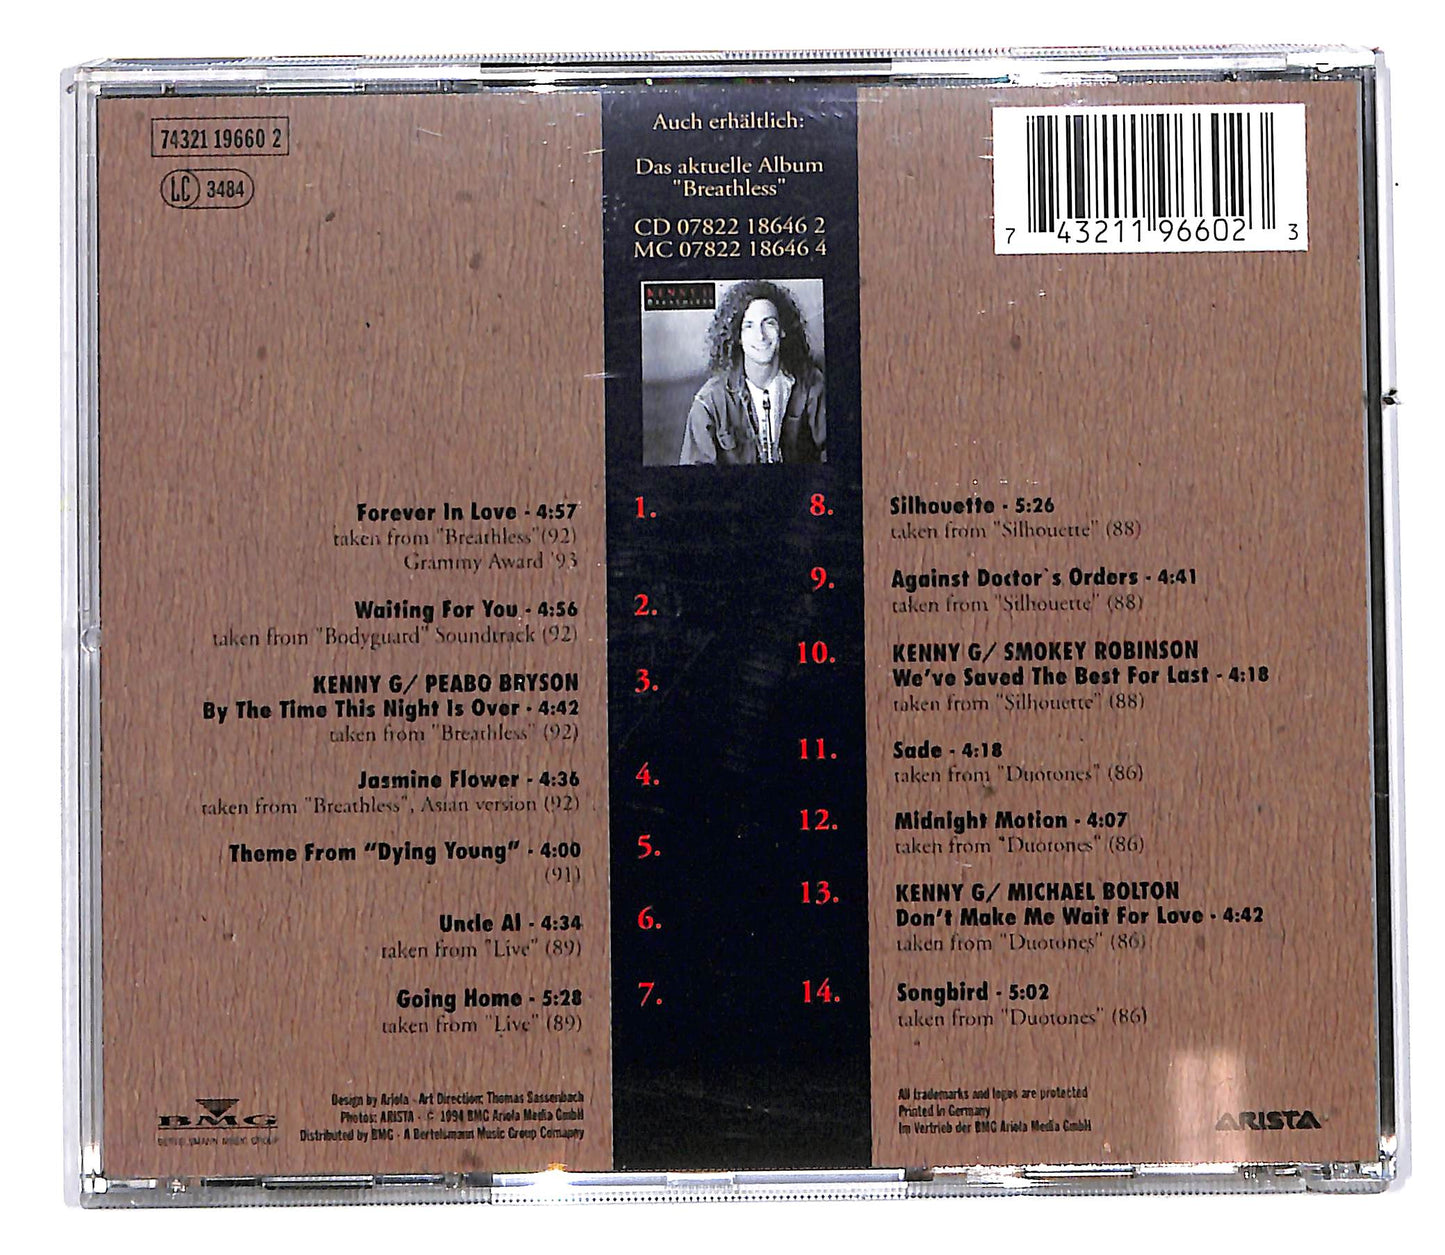 74321 19660 2
LC 3484
Auch erhältlich:
Das aktuelle Album
"Breathless"
CD 07822 18646 2
MC 07822 18646 4
KENNY G
BREATHLESS
7 43211 96602 3
1. Forever In Love - 4:57
taken from "Breathless"(92)
Grammy Award '93
2. Waiting For You - 4:56
taken from "Bodyguard" Soundtrack (92)
3. KENNY G/ PEABO BRYSON
By The Time This Night Is Over - 4:42
taken from "Breathless" (92)
4. Jasmine Flower - 4:36
taken from "Breathless", Asian version (92)
5. Theme From "Dying Young" - 4:00
(91)
6. Uncle Al - 4:34
taken from "Live" (89)
7. Going Home - 5:28
taken from "Live" (89)
8. Silhouette - 5:26
taken from "Silhouette" (88)
9. Against Doctor`s Orders - 4:41
taken from "Silhouette" (88)
10. KENNY G/ SMOKEY ROBINSON
We've Saved The Best For Last - 4:18
taken from "Silhouette" (88)
11. Sade - 4:18
taken from "Duotones" (86)
12. Midnight Motion - 4:07
taken from "Duotones" (86)
13. KENNY G/ MICHAEL BOLTON
Don't Make Me Wait For Love - 4:42
taken from "Duotones" (86)
14. Songbird - 5:02
taken from "Duotones" (86)
BMG
BERTELSMANN MUSIC GROUP
Design by Ariola - Art Direction: Thomas Sassenbach
Photos: ARISTA - © 1994 BMG Ariola Media GmbH
Distributed by BMG - A Bertelsmann Music Group Comapny
All trademarks and logos are protected
Printed in Germany
Im Vertrieb der BMG Ariola Media GmbH
ARISTA